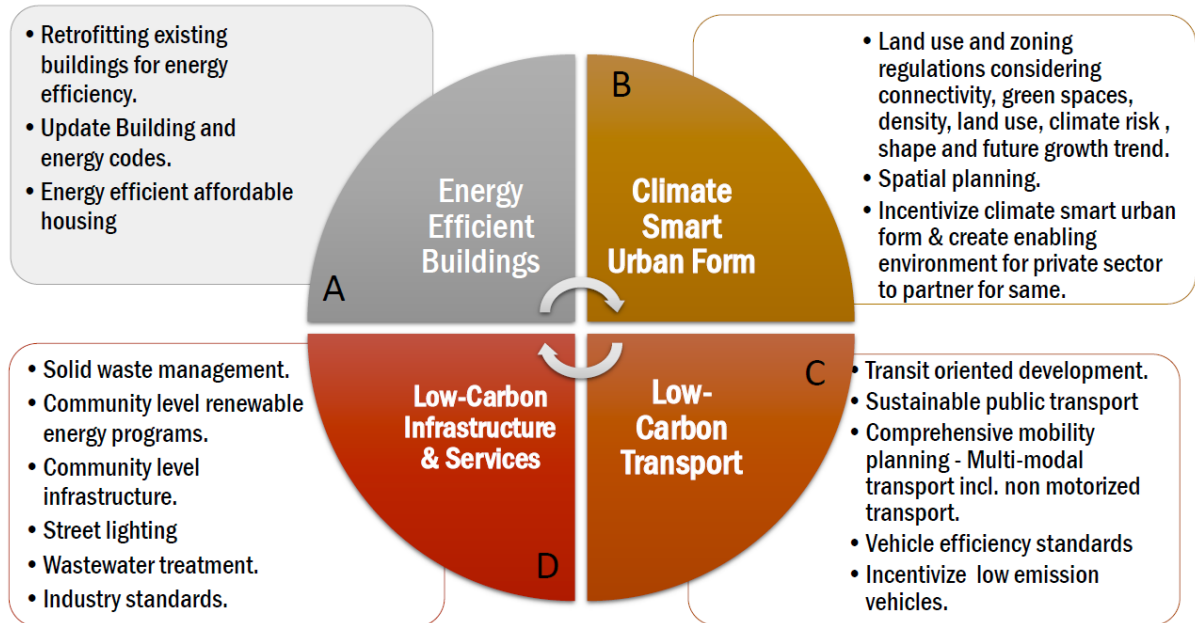 • Retrofitting existing
buildings for energy
efficiency.
• Update Building and
energy codes.
• Energy efficient affordable
housing
A
Energy
Efficient
Buildings
B
Climate
Smart
Urban Form
• Land use and zoning
regulations considering
connectivity, green spaces,
density, land use, climate risk ,
shape and future growth trend.
• Spatial planning.
• Incentivize climate smart urban
form & create enabling
environment for private sector
to partner for same.
• Solid waste management.
• Community level renewable
energy programs.
• Community level
infrastructure.
• Street lighting
• Wastewater treatment.
• Industry standards.
Low-Carbon
Infrastructure
& Services
D
Low-
Carbon
Transport
C
• Transit oriented development.
• Sustainable public transport
• Comprehensive mobility
planning - Multi-modal
transport incl. non motorized
transport.
• Vehicle efficiency standards
• Incentivize low emission
vehicles.